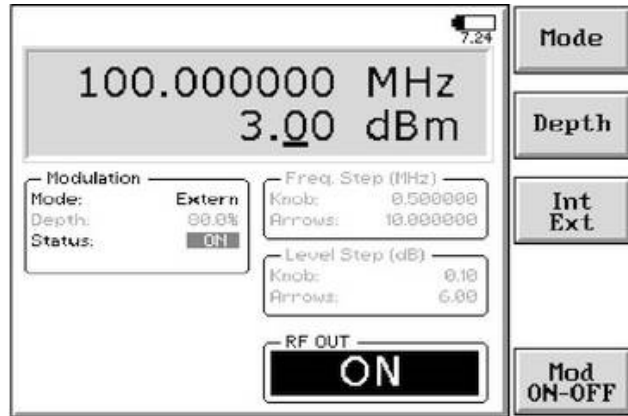 7.24
100.000000 MHz
3.00 dBm
Modulation
Mode: Extern
Depth: 80.0%
Status: ON
Freq. Step (MHz)
Knob: 0.500000
Arrows: 10.000000
Level Step (dB)
Knob: 0.10
Arrows: 6.00
RF OUT
ON
Mode
Depth
Int
Ext
Mod
ON-OFF